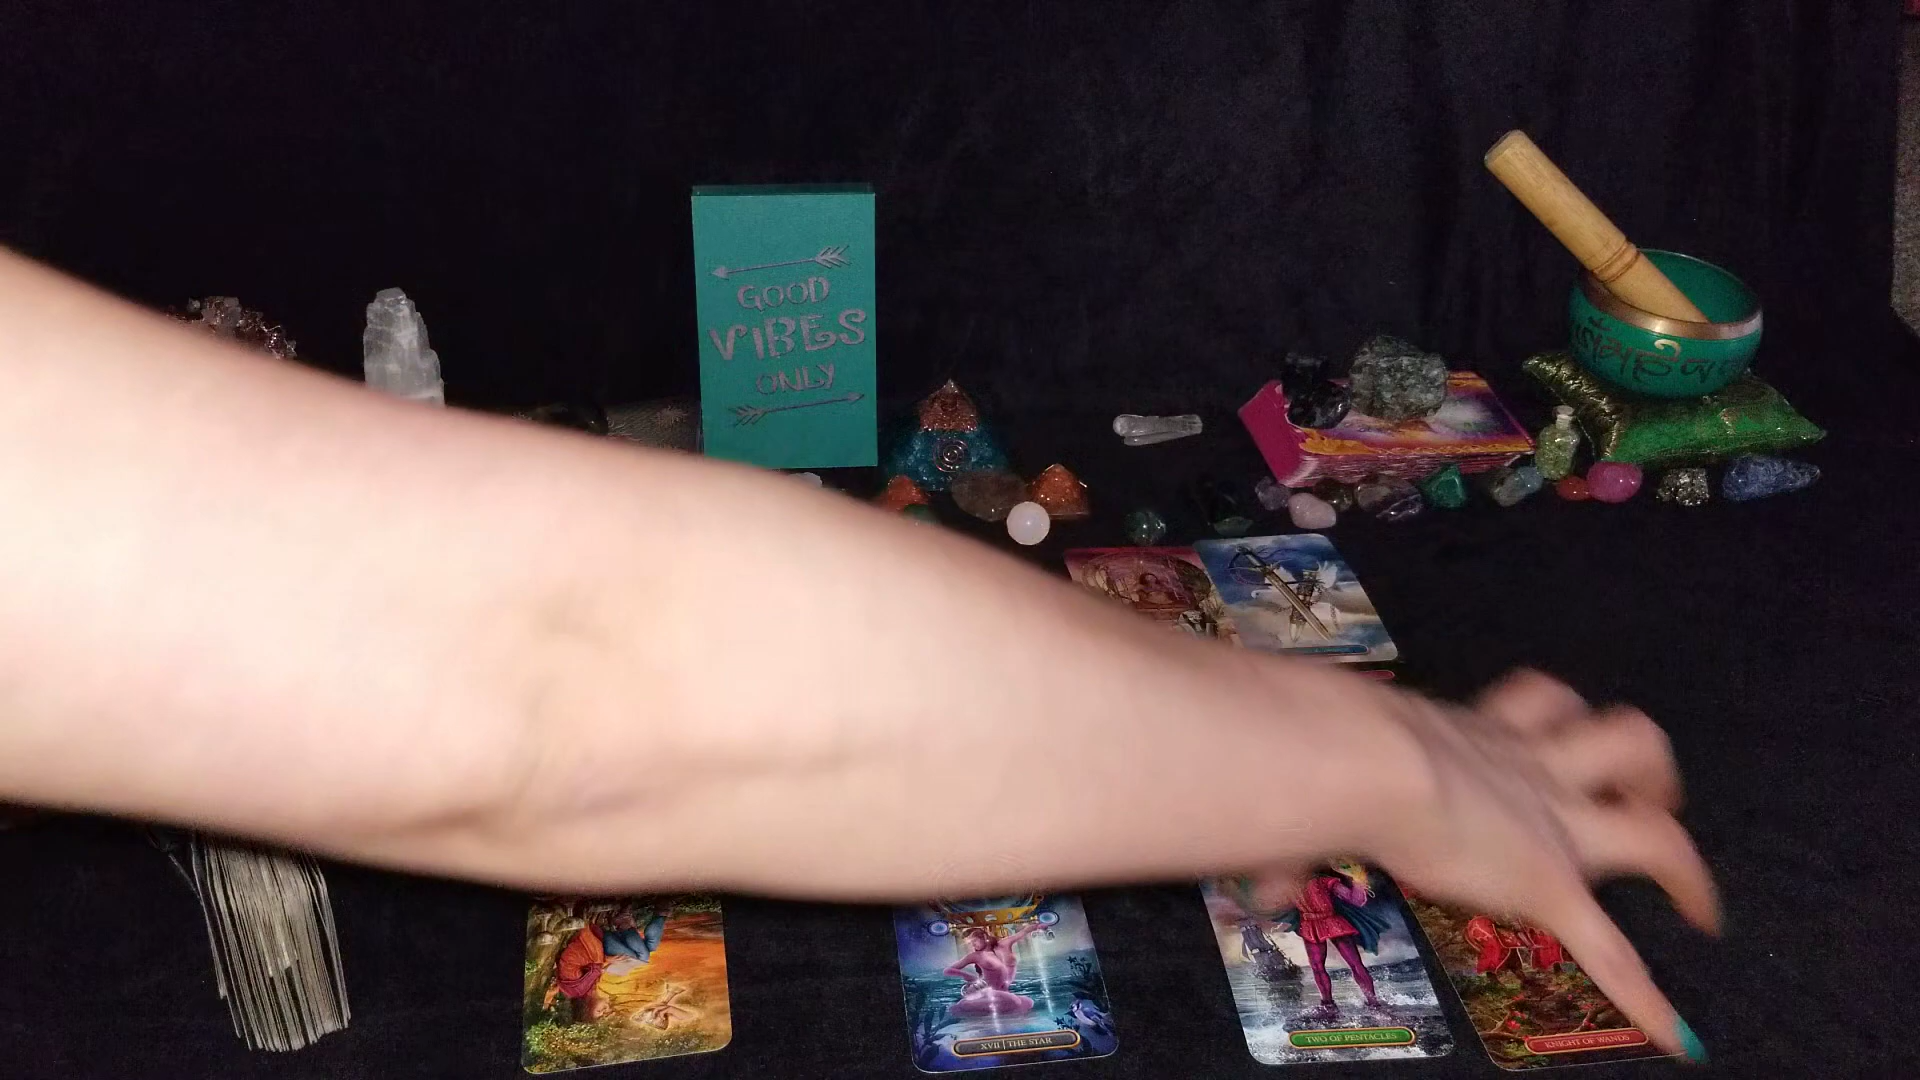 GOOD
VIBES
ONLY
XVII | THE STAR
TWO OF PENTACLES
KNIGHT OF WANDS